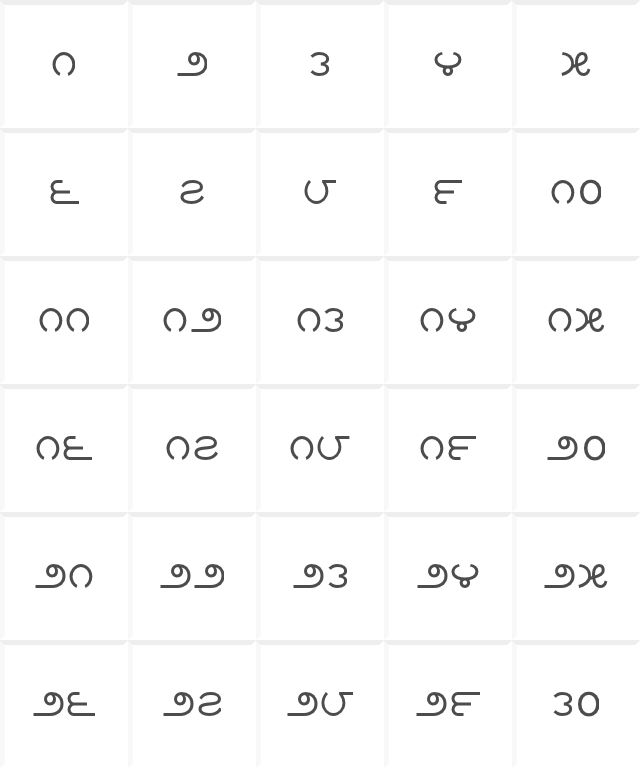 ೧ ೨ ೩ ೪ ೫
೬ ೭ ೮ ೯ ೧೦
೧೧ ೧೨ ೧೩ ೧೪ ೧೫
೧೬ ೧೭ ೧೮ ೧೯ ೨೦
೨೧ ೨೨ ೨೩ ೨೪ ೨೫
೨೬ ೨೭ ೨೮ ೨೯ ೩೦